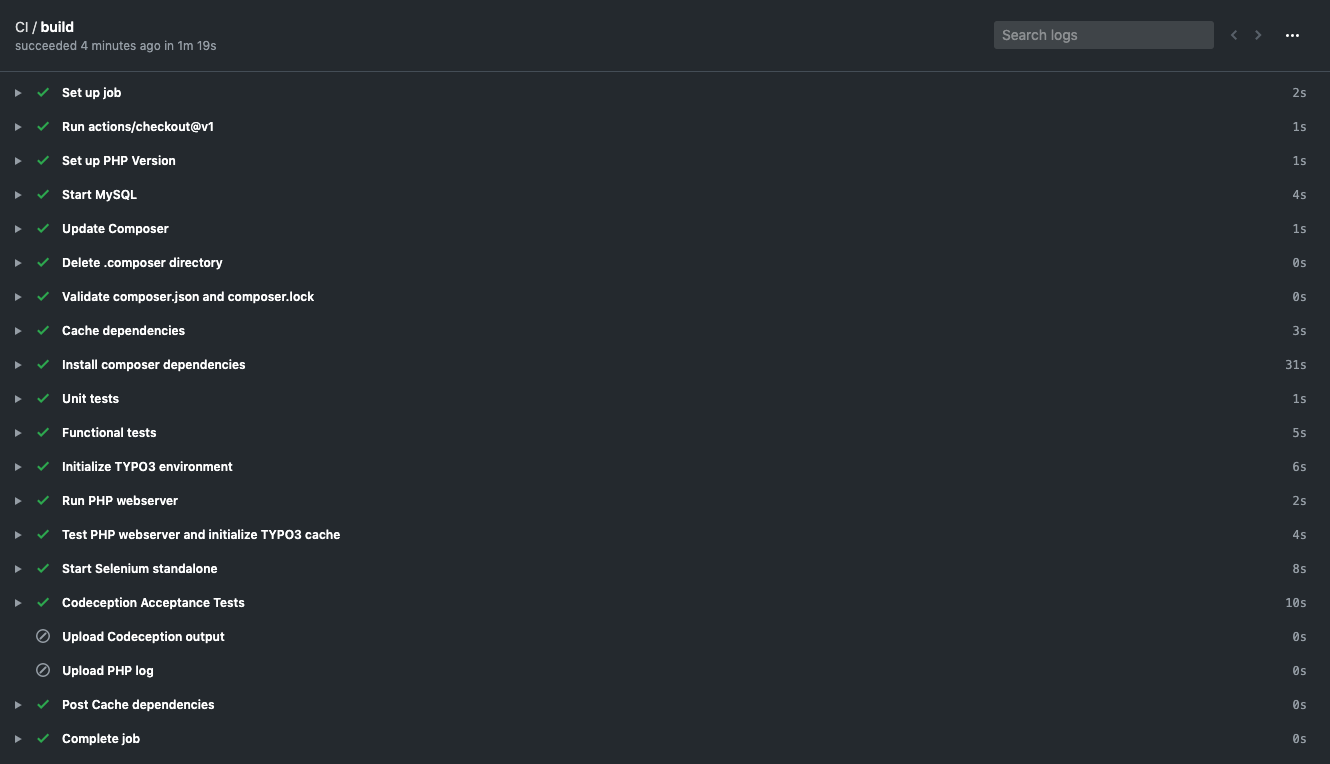 CI / build
succeeded 4 minutes ago in 1m 19s
Search logs
Set up job 2s
Run actions/checkout@v1 1s
Set up PHP Version 1s
Start MySQL 4s
Update Composer 1s
Delete .composer directory 0s
Validate composer.json and composer.lock 0s
Cache dependencies 3s
Install composer dependencies 31s
Unit tests 1s
Functional tests 5s
Initialize TYPO3 environment 6s
Run PHP webserver 2s
Test PHP webserver and initialize TYPO3 cache 4s
Start Selenium standalone 8s
Codeception Acceptance Tests 10s
Upload Codeception output 0s
Upload PHP log 0s
Post Cache dependencies 0s
Complete job 0s